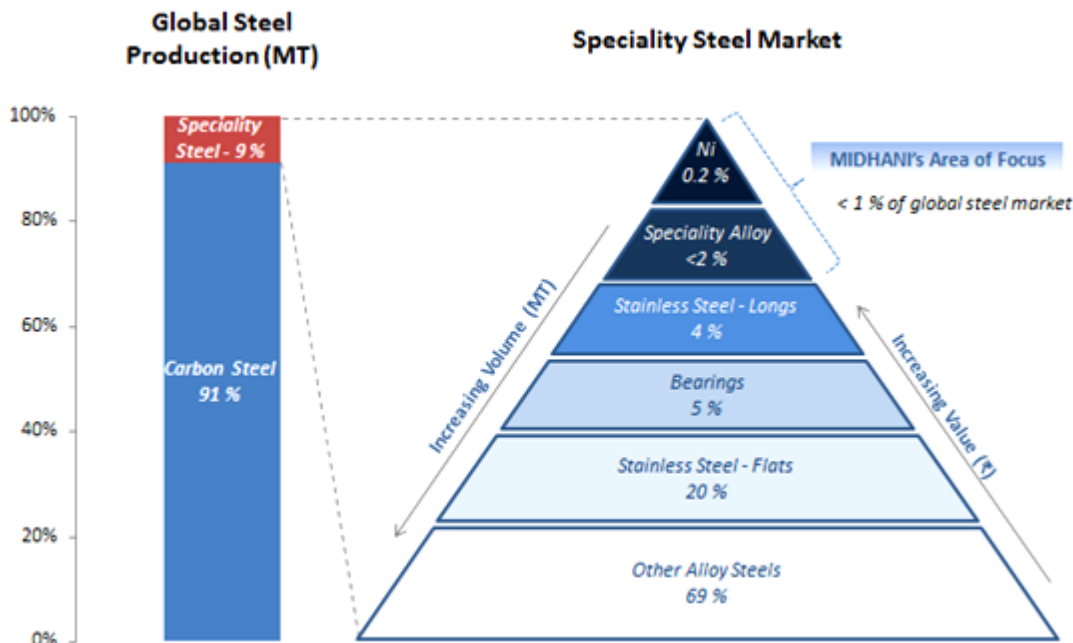 Global Steel
Production (MT)
Speciality Steel Market
100%
80%
60%
40%
20%
0%
Speciality
Steel - 9 %
Carbon Steel
91 %
Ni
0.2 %
Speciality Alloy
<2 %
Stainless Steel - Longs
4 %
Bearings
5 %
Stainless Steel - Flats
20 %
Other Alloy Steels
69 %
Increasing Volume (MT)
Increasing Value (₹)
MIDHANI's Area of Focus
< 1 % of global steel market